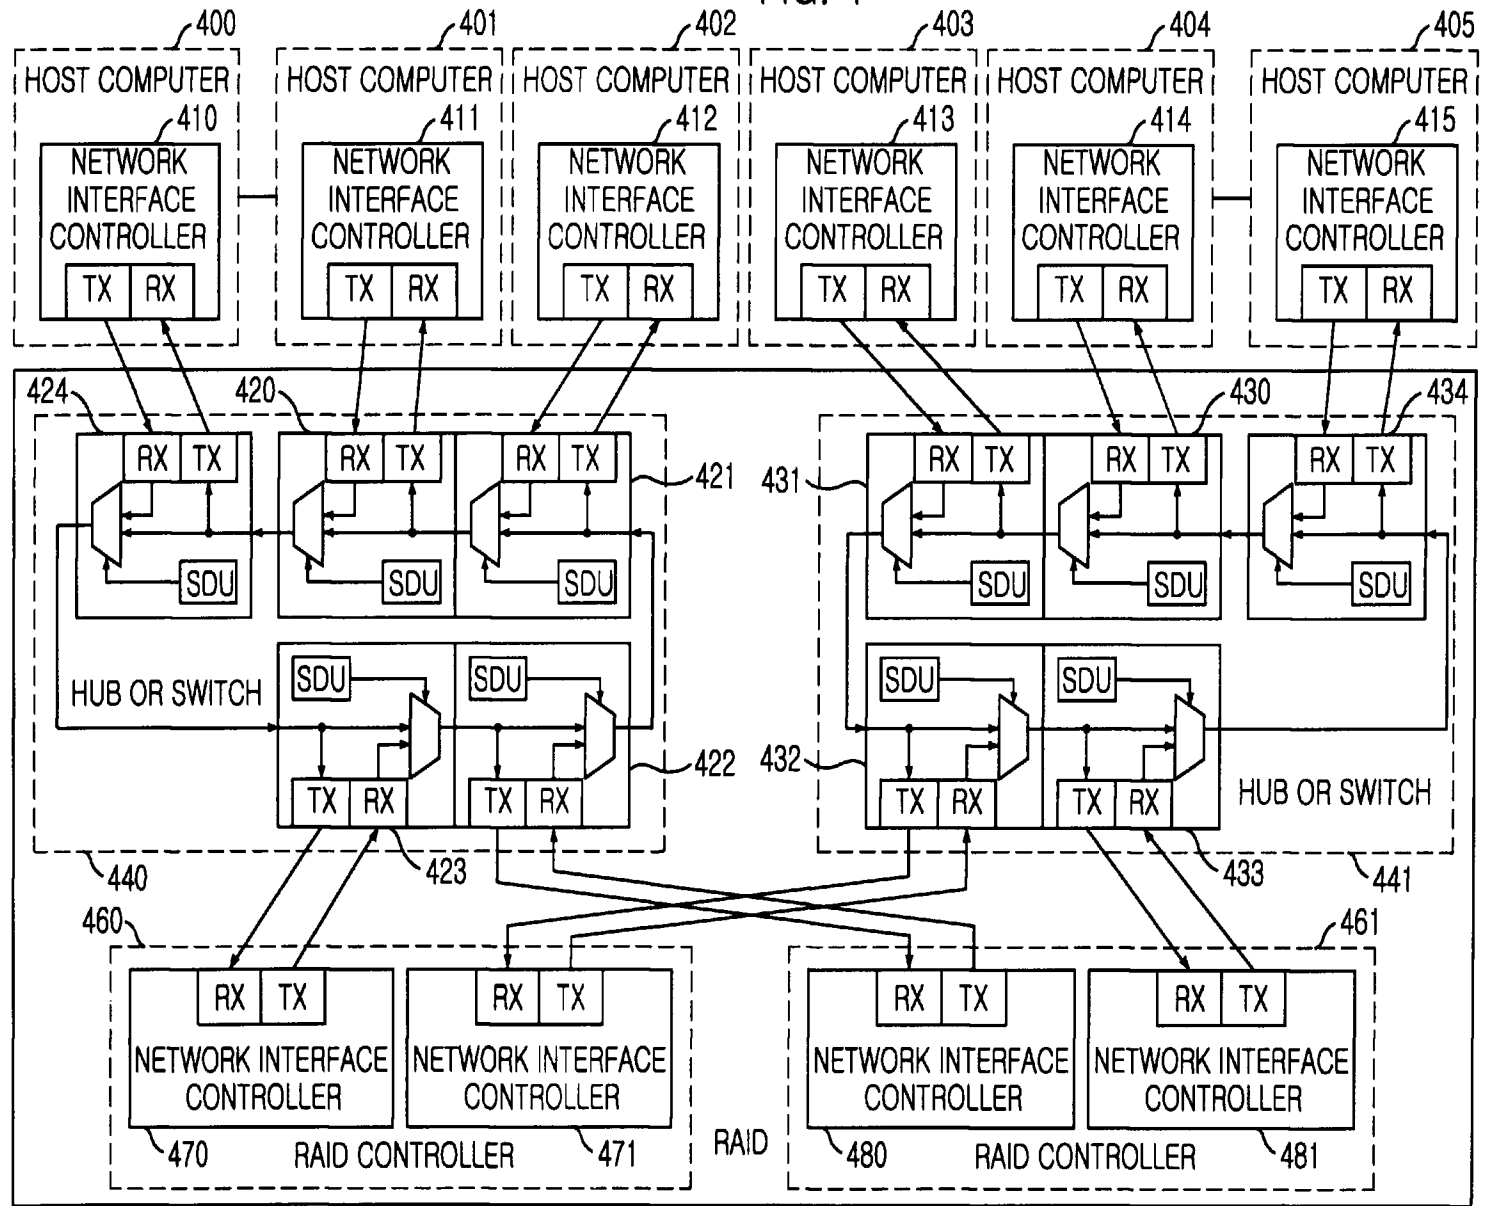 400 401 402 403 404 405
HOST COMPUTER HOST COMPUTER HOST COMPUTER HOST COMPUTER HOST COMPUTER HOST COMPUTER
410 411 412 413 414 415
NETWORK NETWORK NETWORK NETWORK NETWORK NETWORK
INTERFACE INTERFACE INTERFACE INTERFACE INTERFACE INTERFACE
CONTROLLER CONTROLLER CONTROLLER CONTROLLER CONTROLLER CONTROLLER
TX RX TX RX TX RX TX RX TX RX TX RX
424 420 430 434
RX TX RX TX RX TX RX TX RX TX RX TX
421 431
SDU SDU SDU SDU SDU SDU
SDU SDU SDU SDU
HUB OR SWITCH
422 432
TX RX TX RX TX RX TX RX
HUB OR SWITCH
440 423 433 441
460 461
RX TX RX TX RX TX RX TX
NETWORK INTERFACE NETWORK INTERFACE NETWORK INTERFACE NETWORK INTERFACE
CONTROLLER CONTROLLER CONTROLLER CONTROLLER
470 RAID CONTROLLER 471 RAID 480 RAID CONTROLLER 481